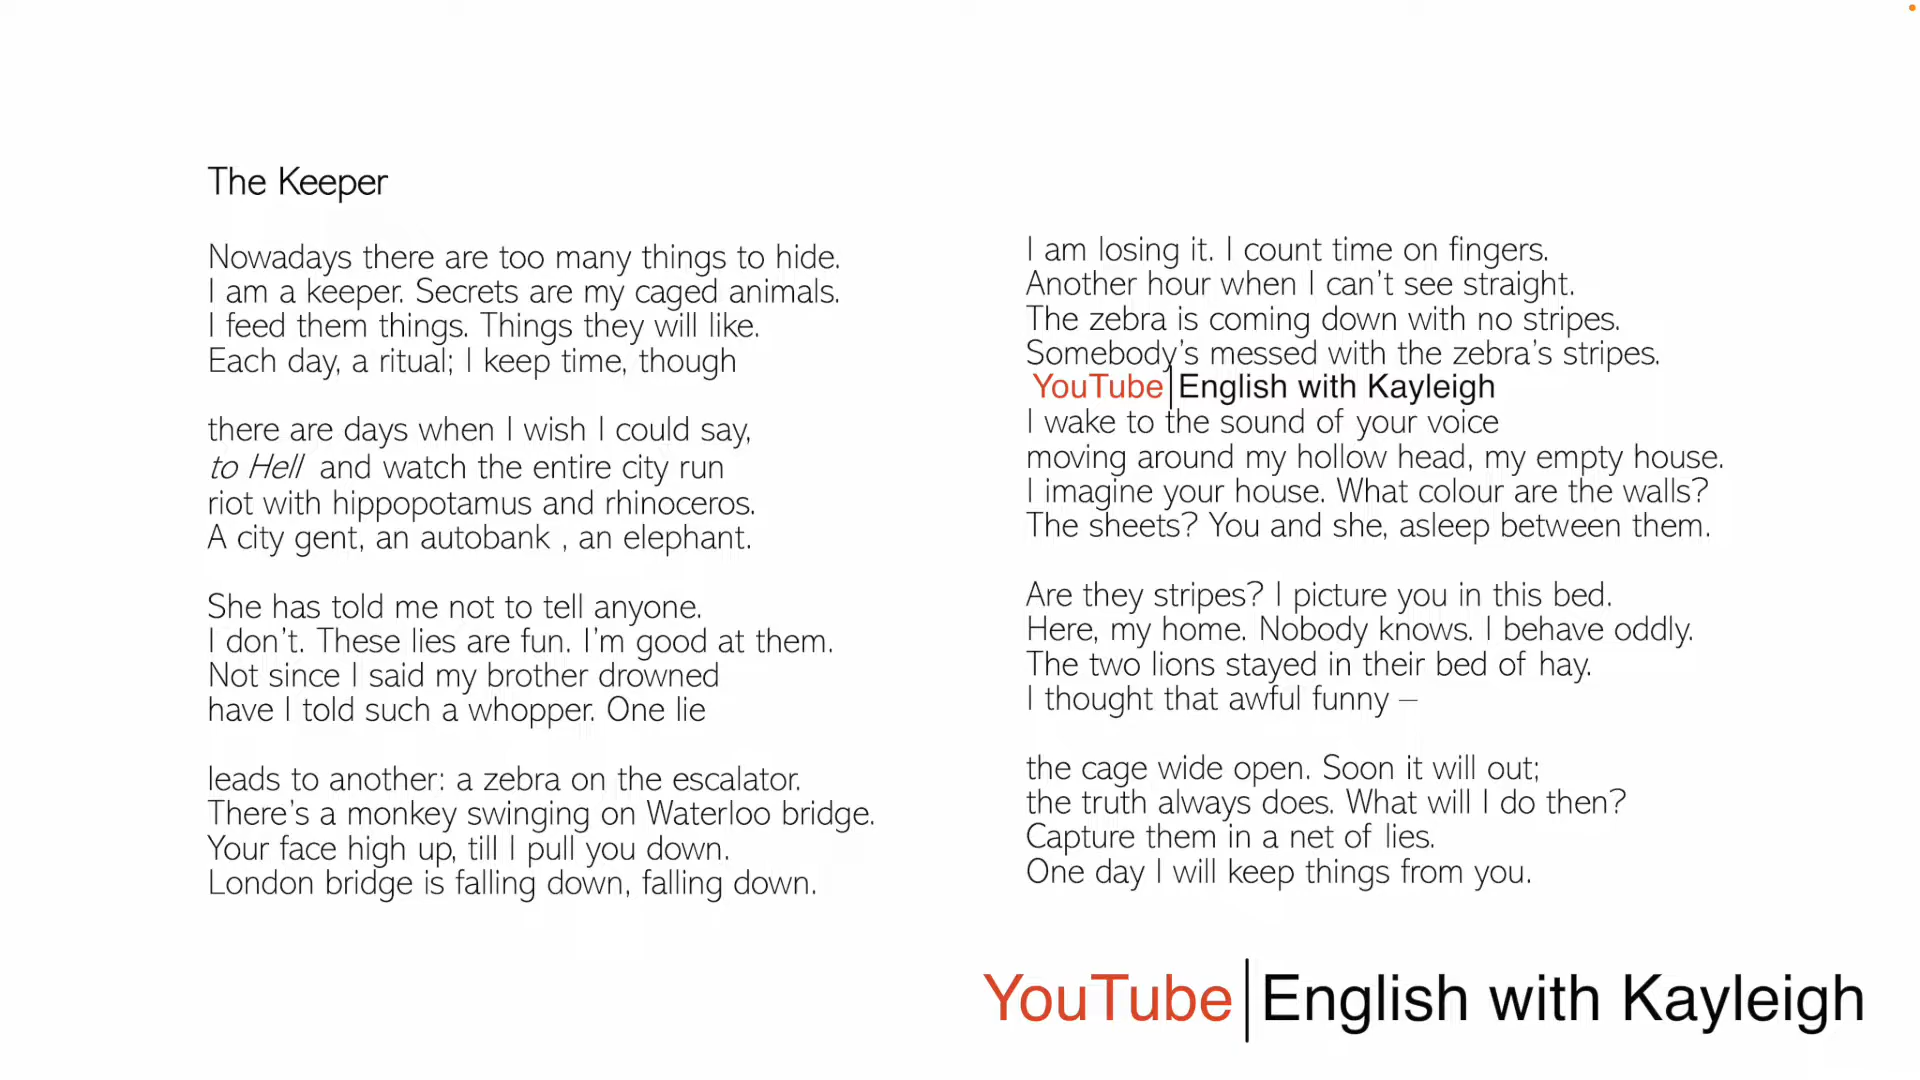 The Keeper
Nowadays there are too many things to hide.
I am a keeper. Secrets are my caged animals.
I feed them things. Things they will like.
Each day, a ritual; I keep time, though
there are days when I wish I could say,
to Hell and watch the entire city run
riot with hippopotamus and rhinoceros.
A city gent, an autobank , an elephant.
She has told me not to tell anyone.
I don't. These lies are fun. I'm good at them.
Not since I said my brother drowned
have I told such a whopper. One lie
leads to another: a zebra on the escalator.
There's a monkey swinging on Waterloo bridge.
Your face high up, till I pull you down.
London bridge is falling down, falling down.
I am losing it. I count time on fingers.
Another hour when I can't see straight.
The zebra is coming down with no stripes.
Somebody's messed with the zebra's stripes.
YouTube|English with Kayleigh
I wake to the sound of your voice
moving around my hollow head, my empty house.
I imagine your house. What colour are the walls?
The sheets? You and she, asleep between them.
Are they stripes? I picture you in this bed.
Here, my home. Nobody knows. I behave oddly.
The two lions stayed in their bed of hay.
I thought that awful funny –
the cage wide open. Soon it will out;
the truth always does. What will I do then?
Capture them in a net of lies.
One day I will keep things from you.
YouTube|English with Kayleigh